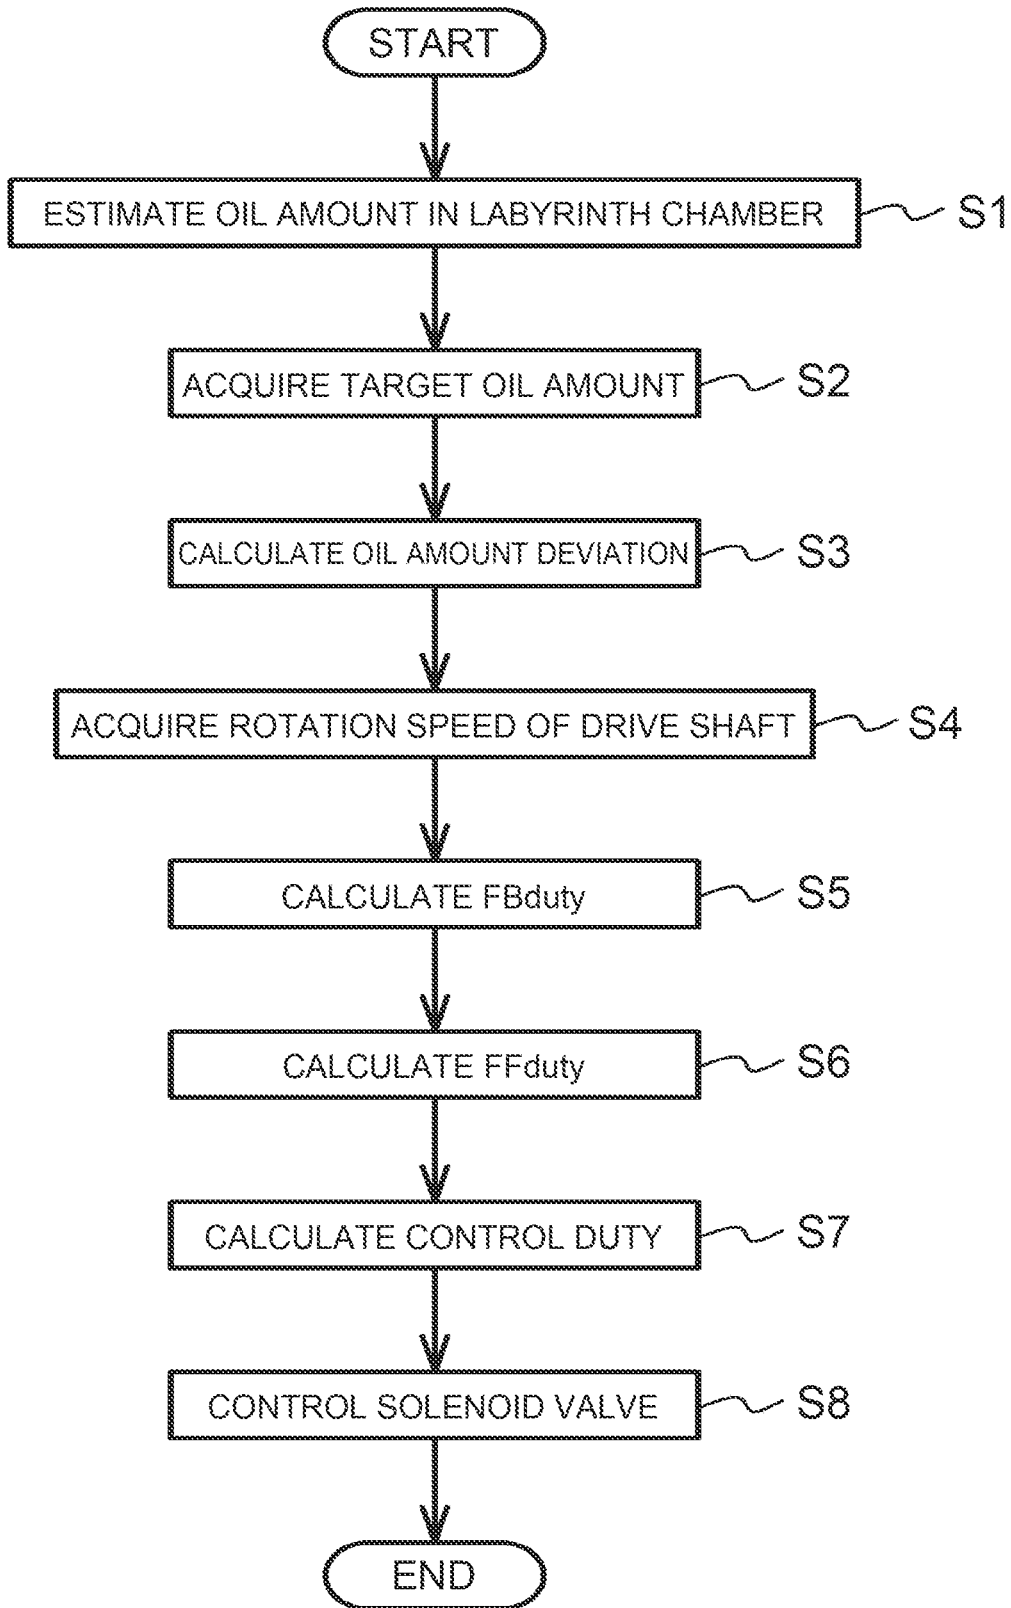 START
ESTIMATE OIL AMOUNT IN LABYRINTH CHAMBER
S1
ACQUIRE TARGET OIL AMOUNT
S2
CALCULATE OIL AMOUNT DEVIATION
S3
ACQUIRE ROTATION SPEED OF DRIVE SHAFT
S4
CALCULATE FBduty
S5
CALCULATE FFduty
S6
CALCULATE CONTROL DUTY
S7
CONTROL SOLENOID VALVE
S8
END